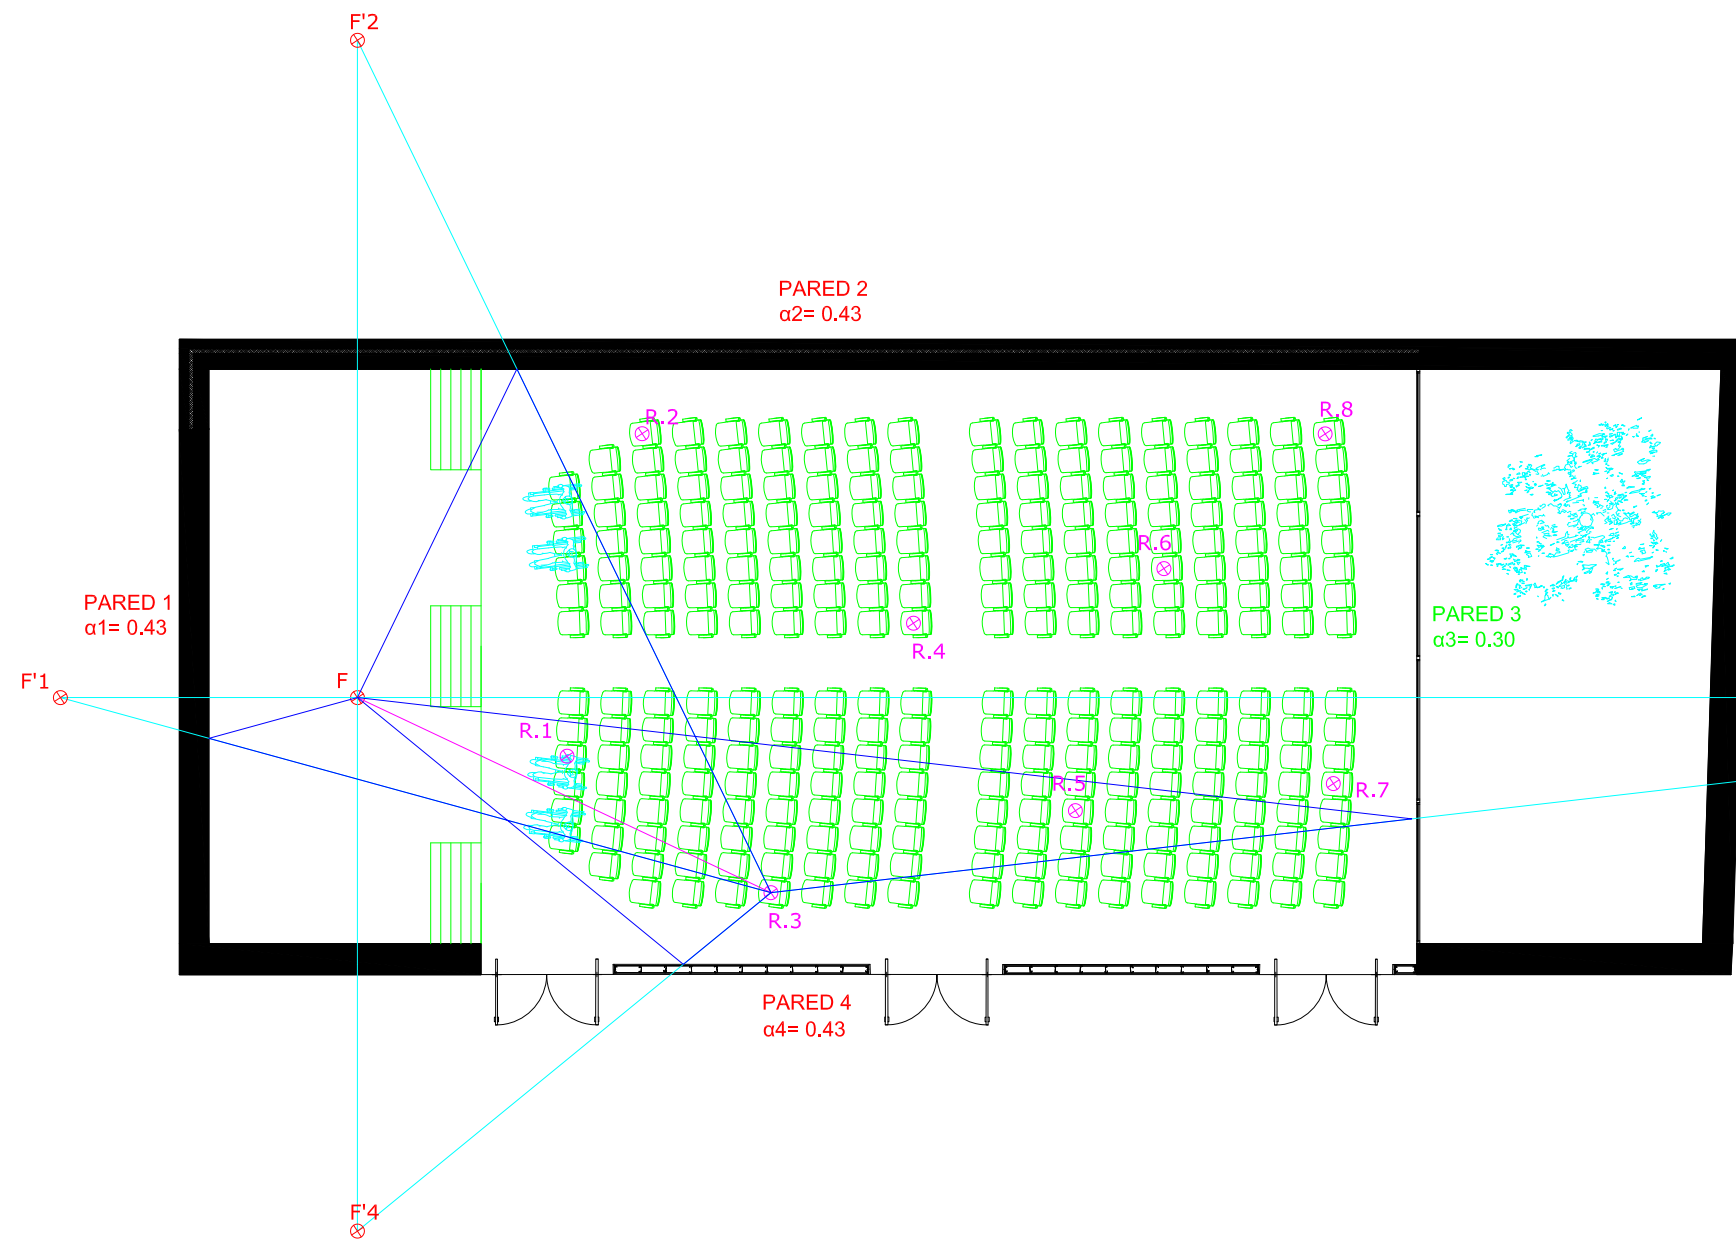 F'2
PARED 2
α2= 0.43
R.2
R.8
R.6
PARED 1
α1= 0.43
PARED 3
α3= 0.30
R.4
F'1
F
R.1
R.5
R.7
R.3
PARED 4
α4= 0.43
F'4